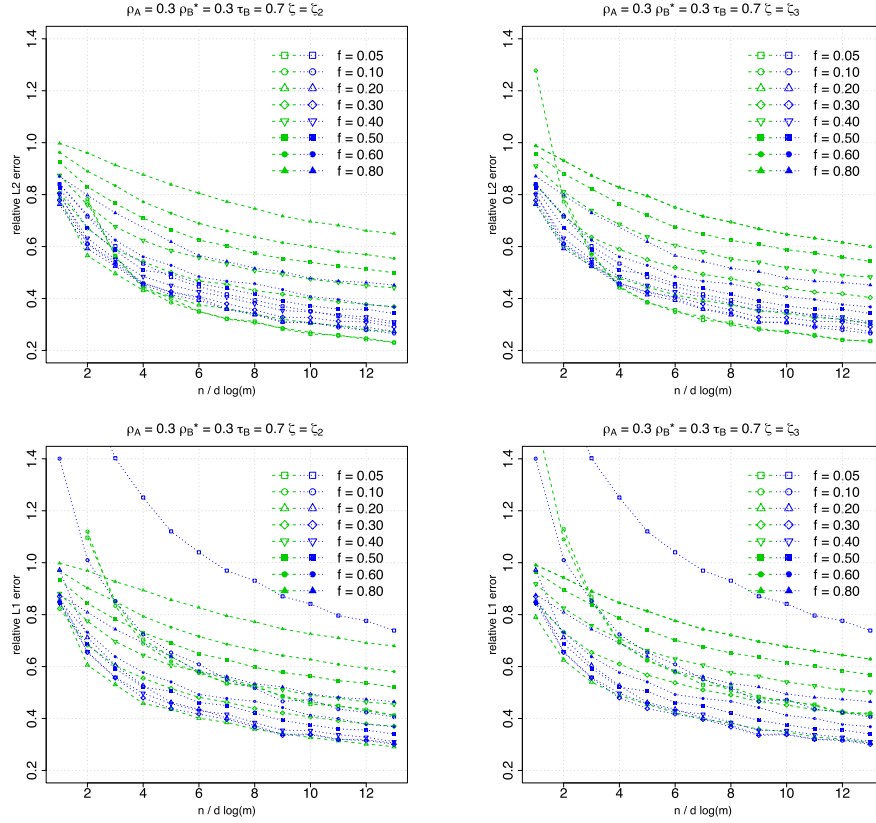 ρA = 0.3 ρB* = 0.3 τB = 0.7 ζ = ζ2
relative L2 error
1.4
1.2
1.0
0.8
0.6
0.4
0.2
f = 0.05
f = 0.10
f = 0.20
f = 0.30
f = 0.40
f = 0.50
f = 0.60
f = 0.80
2 4 6 8 10 12
n / d log(m)
ρA = 0.3 ρB* = 0.3 τB = 0.7 ζ = ζ3
relative L2 error
1.4
1.2
1.0
0.8
0.6
0.4
0.2
f = 0.05
f = 0.10
f = 0.20
f = 0.30
f = 0.40
f = 0.50
f = 0.60
f = 0.80
2 4 6 8 10 12
n / d log(m)
ρA = 0.3 ρB* = 0.3 τB = 0.7 ζ = ζ2
relative L1 error
1.4
1.2
1.0
0.8
0.6
0.4
0.2
f = 0.05
f = 0.10
f = 0.20
f = 0.30
f = 0.40
f = 0.50
f = 0.60
f = 0.80
2 4 6 8 10 12
n / d log(m)
ρA = 0.3 ρB* = 0.3 τB = 0.7 ζ = ζ3
relative L1 error
1.4
1.2
1.0
0.8
0.6
0.4
0.2
f = 0.05
f = 0.10
f = 0.20
f = 0.30
f = 0.40
f = 0.50
f = 0.60
f = 0.80
2 4 6 8 10 12
n / d log(m)